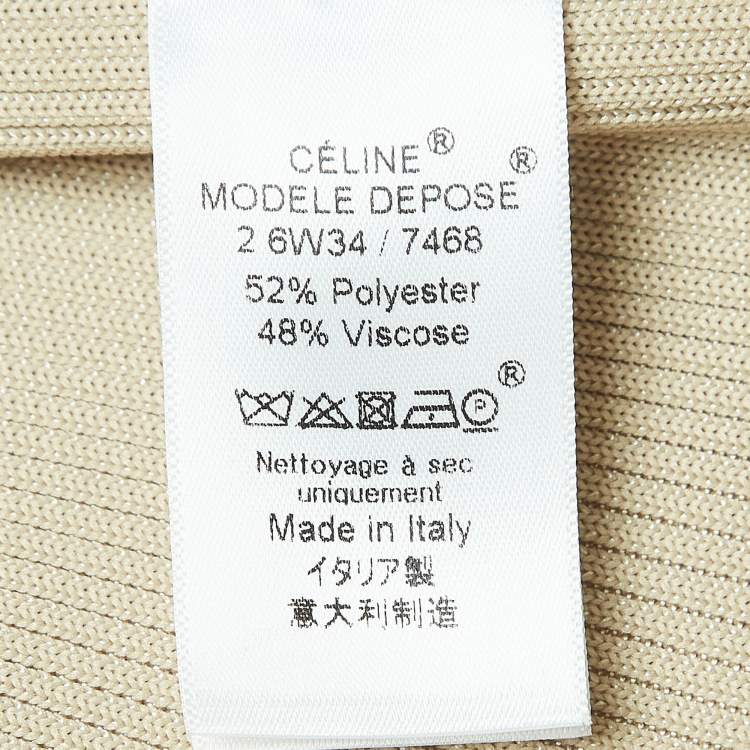 CÉLINE®
MODELE DEPOSE®
2 6W34 / 7468
52% Polyester
48% Viscose
P ®
Nettoyage à sec
uniquement
Made in Italy
イタリア製
意大利制造